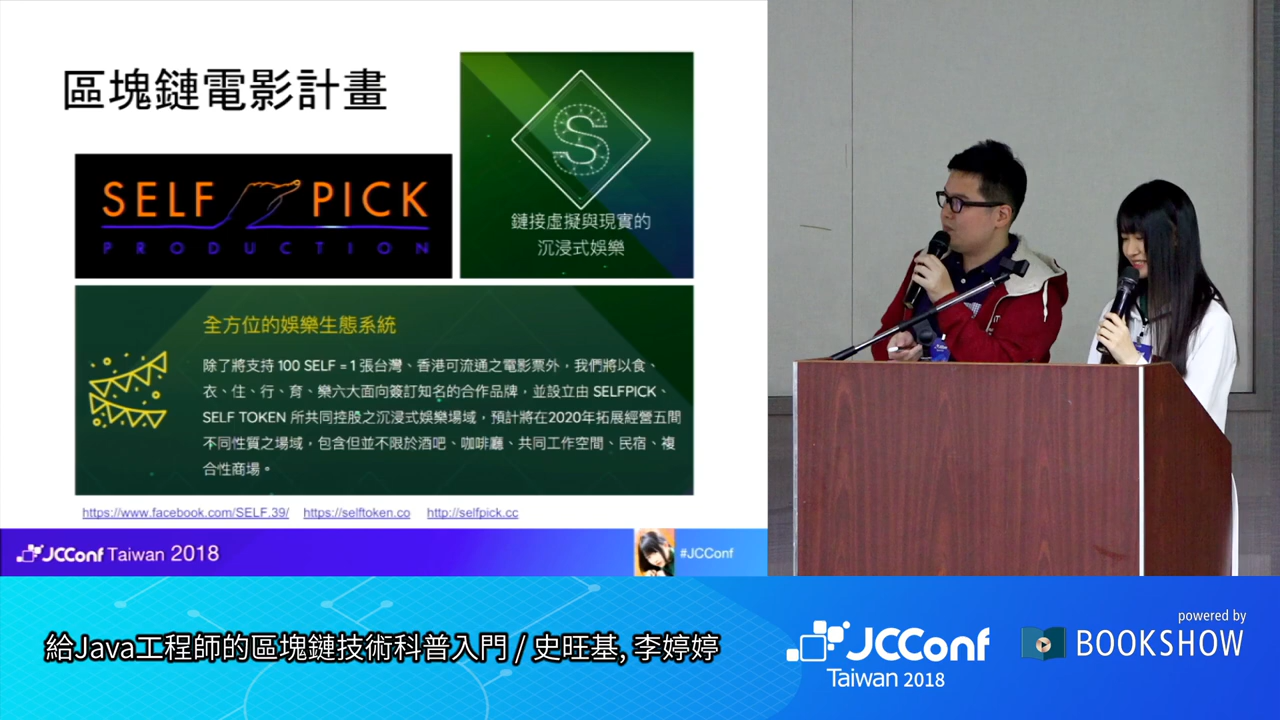 區塊鏈電影計畫
SELF PICK
PRODUCTION
S
鏈接虛擬與現實的
沉浸式娛樂
全方位的娛樂生態系統
除了將支持 100 SELF = 1 張台灣、香港可流通之電影票外，我們將以食、
衣、住、行、育、樂六大面向簽訂知名的合作品牌，並設立由 SELFPICK、
SELF TOKEN 所共同控股之沉浸式娛樂場域，預計將在2020年拓展經營五間
不同性質之場域，包含但並不限於酒吧、咖啡廳、共同工作空間、民宿、複
合性商場。
https://www.facebook.com/SELF.39/ https://selftoken.co http://selfpick.cc
JCConf Taiwan 2018
#JCConf
給Java工程師的區塊鏈技術科普入門 / 史旺基, 李婷婷
JCConf
Taiwan 2018
powered by
BOOKSHOW